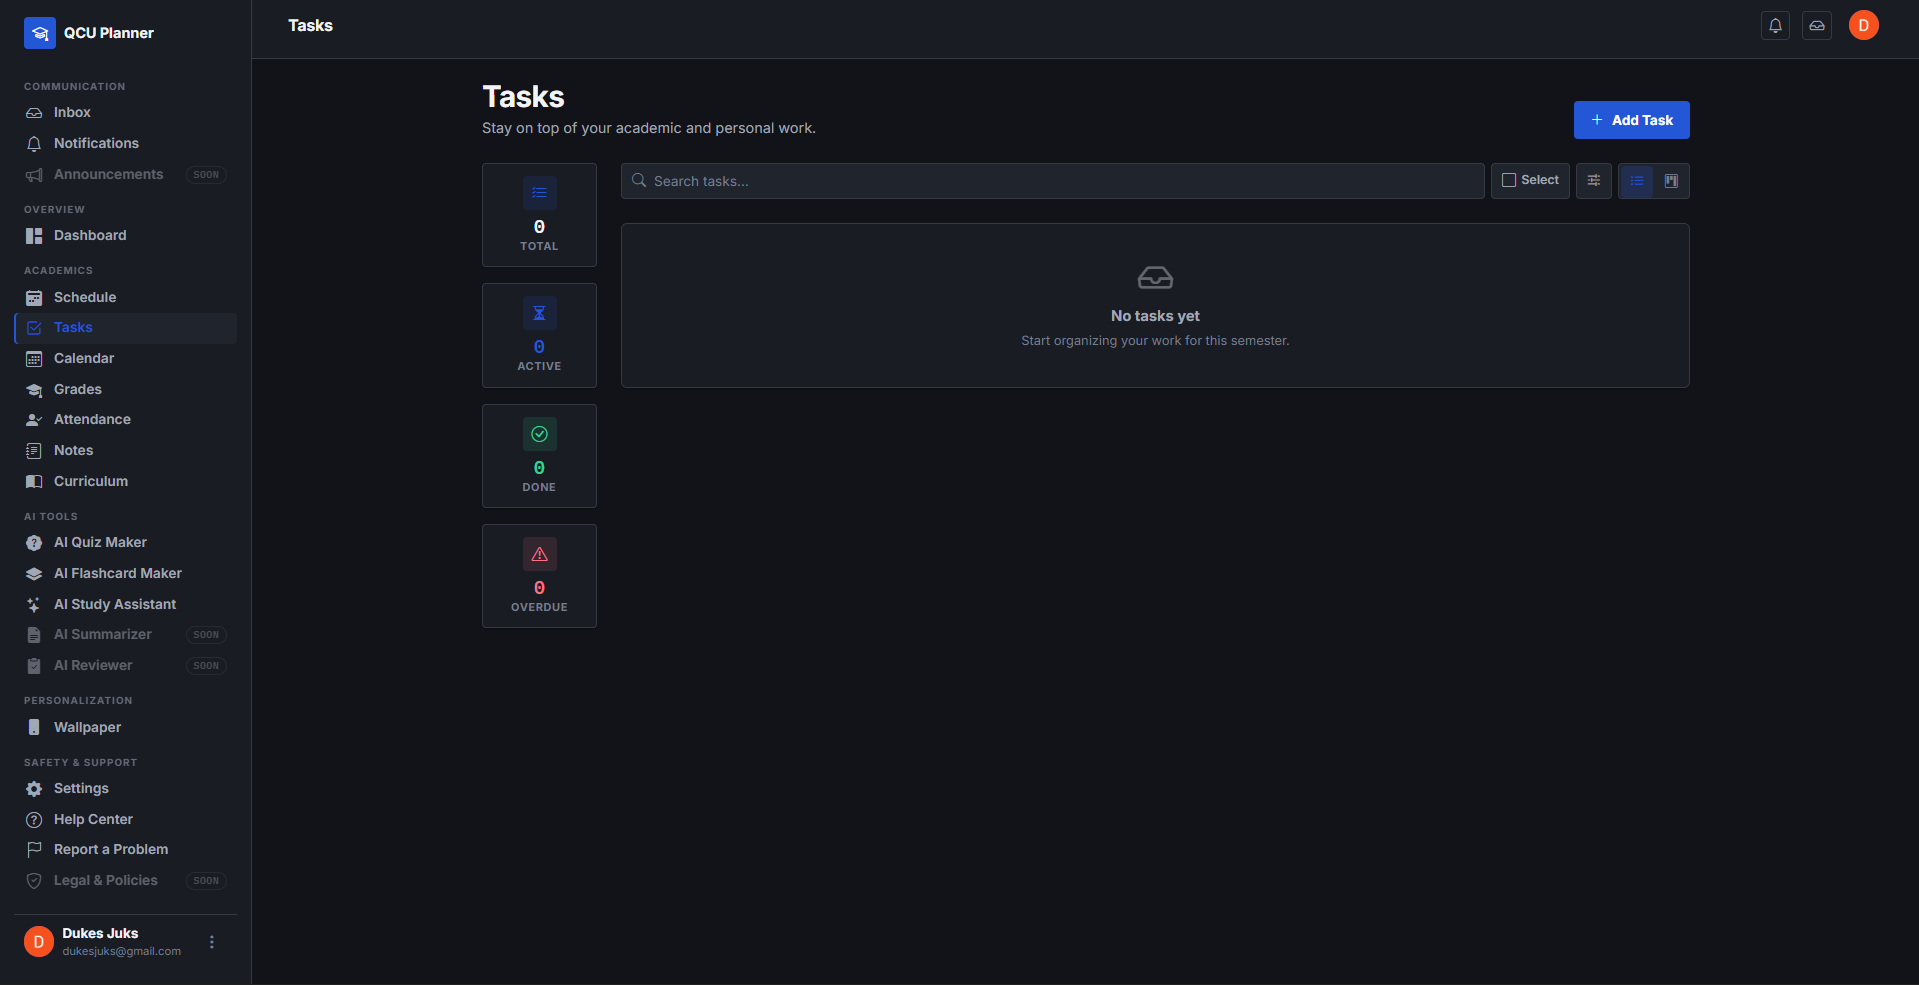 QCU Planner
COMMUNICATION
Inbox
Notifications
Announcements SOON
OVERVIEW
Dashboard
ACADEMICS
Schedule
Tasks
Calendar
Grades
Attendance
Notes
Curriculum
AI TOOLS
AI Quiz Maker
AI Flashcard Maker
AI Study Assistant
AI Summarizer SOON
AI Reviewer SOON
PERSONALIZATION
Wallpaper
SAFETY & SUPPORT
Settings
Help Center
Report a Problem
Legal & Policies SOON
D
Dukes Juks
dukesjuks@gmail.com
Tasks
D
Tasks
Stay on top of your academic and personal work.
+ Add Task
0
TOTAL
0
ACTIVE
0
DONE
0
OVERDUE
Search tasks...
Select
No tasks yet
Start organizing your work for this semester.